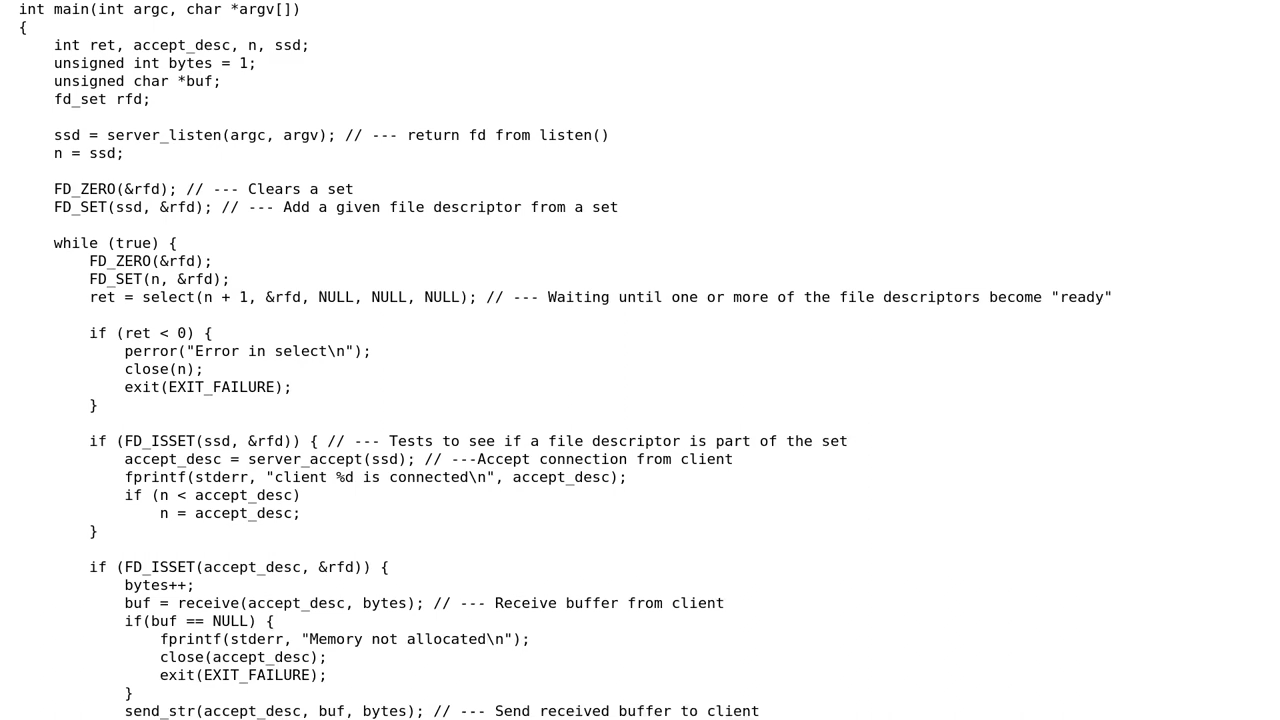 int main(int argc, char *argv[])
{
    int ret, accept_desc, n, ssd;
    unsigned int bytes = 1;
    unsigned char *buf;
    fd_set rfd;

    ssd = server_listen(argc, argv); // --- return fd from listen()
    n = ssd;

    FD_ZERO(&rfd); // --- Clears a set
    FD_SET(ssd, &rfd); // --- Add a given file descriptor from a set

    while (true) {
        FD_ZERO(&rfd);
        FD_SET(n, &rfd);
        ret = select(n + 1, &rfd, NULL, NULL, NULL); // --- Waiting until one or more of the file descriptors become "ready"

        if (ret < 0) {
            perror("Error in select\n");
            close(n);
            exit(EXIT_FAILURE);
        }

        if (FD_ISSET(ssd, &rfd)) { // --- Tests to see if a file descriptor is part of the set
            accept_desc = server_accept(ssd); // ---Accept connection from client
            fprintf(stderr, "client %d is connected\n", accept_desc);
            if (n < accept_desc)
                n = accept_desc;
        }

        if (FD_ISSET(accept_desc, &rfd)) {
            bytes++;
            buf = receive(accept_desc, bytes); // --- Receive buffer from client
            if(buf == NULL) {
                fprintf(stderr, "Memory not allocated\n");
                close(accept_desc);
                exit(EXIT_FAILURE);
            }
            send_str(accept_desc, buf, bytes); // --- Send received buffer to client